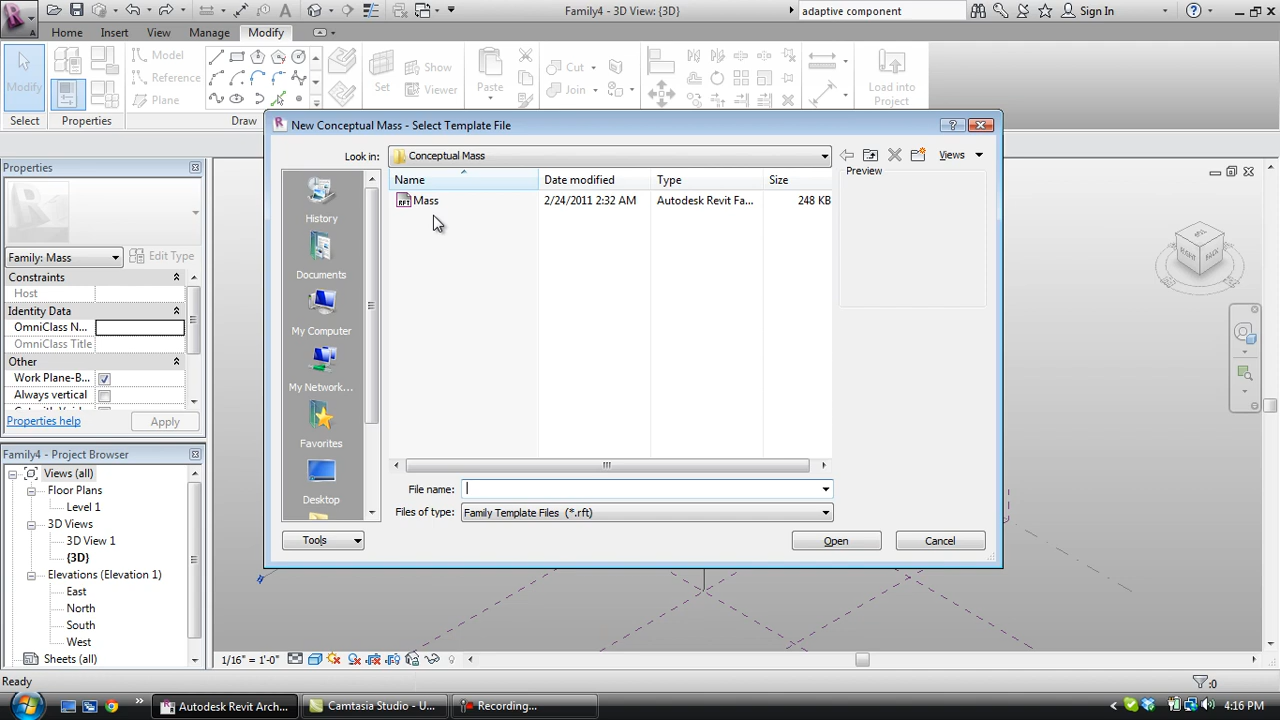 Family4 - 3D View: {3D}
adaptive component
Sign In
Home
Insert
View
Manage
Modify
Modify
Model
Reference
Plane
Set
Show
Viewer
Paste
Cut
Join
Load into
Project
Select
Properties
Draw
New Conceptual Mass - Select Template File
Look in:
Conceptual Mass
Views
Name
Date modified
Type
Size
Preview
Mass
2/24/2011 2:32 AM
Autodesk Revit Fa...
248 KB
History
Documents
My Computer
My Network...
Favorites
Desktop
File name:
Files of type:
Family Template Files (*.rft)
Tools
Open
Cancel
Properties
Family: Mass
Edit Type
Constraints
Host
Identity Data
OmniClass N...
OmniClass Title
Other
Work Plane-B...
Always vertical
Properties help
Apply
Family4 - Project Browser
Views (all)
Floor Plans
Level 1
3D Views
3D View 1
{3D}
Elevations (Elevation 1)
East
North
South
West
Sheets (all)
1/16" = 1'-0"
Ready
:0
Autodesk Revit Arch...
Camtasia Studio - U...
Recording...
4:16 PM